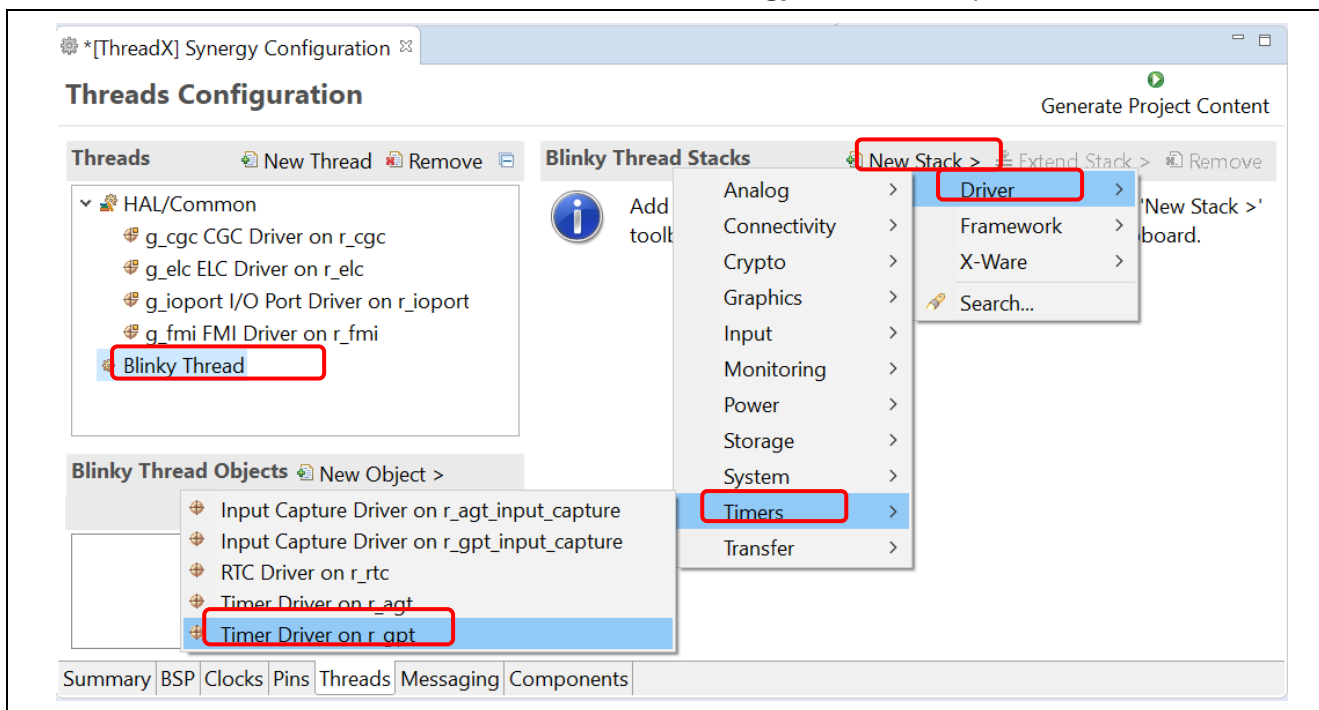 *[ThreadX] Synergy Configuration
Threads Configuration
Generate Project Content
Threads New Thread Remove
HAL/Common
g_cgc CGC Driver on r_cgc
g_elc ELC Driver on r_elc
g_ioport I/O Port Driver on r_ioport
g_fmi FMI Driver on r_fmi
Blinky Thread
Blinky Thread Stacks New Stack > Extend Stack > Remove
Add 'New Stack >'
board.
Driver >
Framework >
X-Ware >
Search...
Analog >
Connectivity >
Crypto >
Graphics >
Input >
Monitoring >
Power >
Storage >
System >
Timers >
Transfer >
Blinky Thread Objects New Object >
Input Capture Driver on r_agt_input_capture
Input Capture Driver on r_gpt_input_capture
RTC Driver on r_rtc
Timer Driver on r_agt
Timer Driver on r_gpt
Summary BSP Clocks Pins Threads Messaging Components